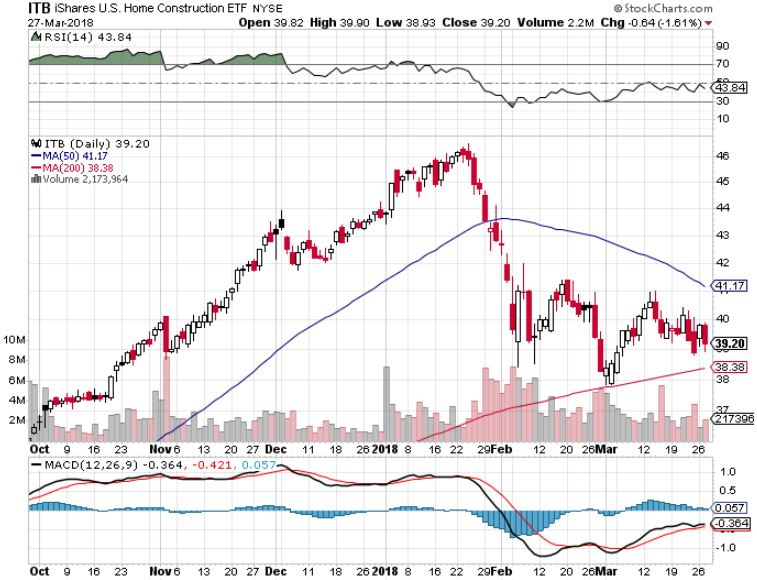 ITB iShares U.S. Home Construction ETF NYSE © StockCharts.com
27-Mar-2018 Open 39.82 High 39.90 Low 38.93 Close 39.20 Volume 2.2M Chg -0.64 (-1.61%)
RSI(14) 43.84
90
70
50
43.84
30
10
ITB (Daily) 39.20
MA(50) 41.17
MA(200) 38.38
Volume 2,173,964
46
45
44
43
42
41.17
40
39.20
38.38
38
37
217396
10M
8M
6M
4M
2M
Oct 9 16 23 Nov 6 13 20 27 Dec 11 18 26 2018 8 16 22 29 Feb 12 20 26 Mar 12 19 26
MACD(12,26,9) -0.364, -0.421, 0.057
1.0
0.5
0.057
-0.364
-1.0
Oct 9 16 23 Nov 6 13 20 27 Dec 11 18 26 2018 8 16 22 29 Feb 12 20 26 Mar 12 19 26